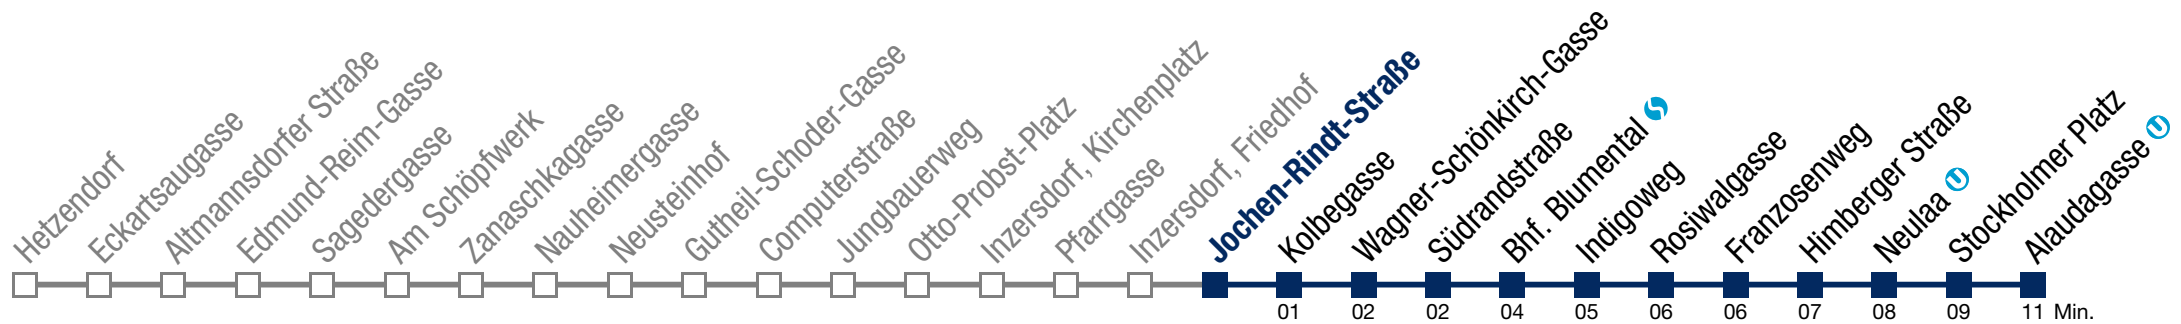 Hetzendorf
Eckartsaugasse
Altmannsdorfer Straße
Edmund-Reim-Gasse
Sagedergasse
Am Schöpfwerk
Zanaschkagasse
Nauheimergasse
Neusteinhof
Gutheil-Schoder-Gasse
Computerstraße
Jungbauerweg
Otto-Probst-Platz
Inzersdorf, Kirchenplatz
Pfarrgasse
Inzersdorf, Friedhof
Jochen-Rindt-Straße
Kolbegasse
Wagner-Schönkirch-Gasse
Südrandstraße
Bhf. Blumental S
Indigoweg
Rosiwalgasse
Franzosenweg
Himberger Straße
Neulaa U
Stockholmer Platz
Alaudagasse U
01 02 02 04 05 06 06 07 08 09 11 Min.